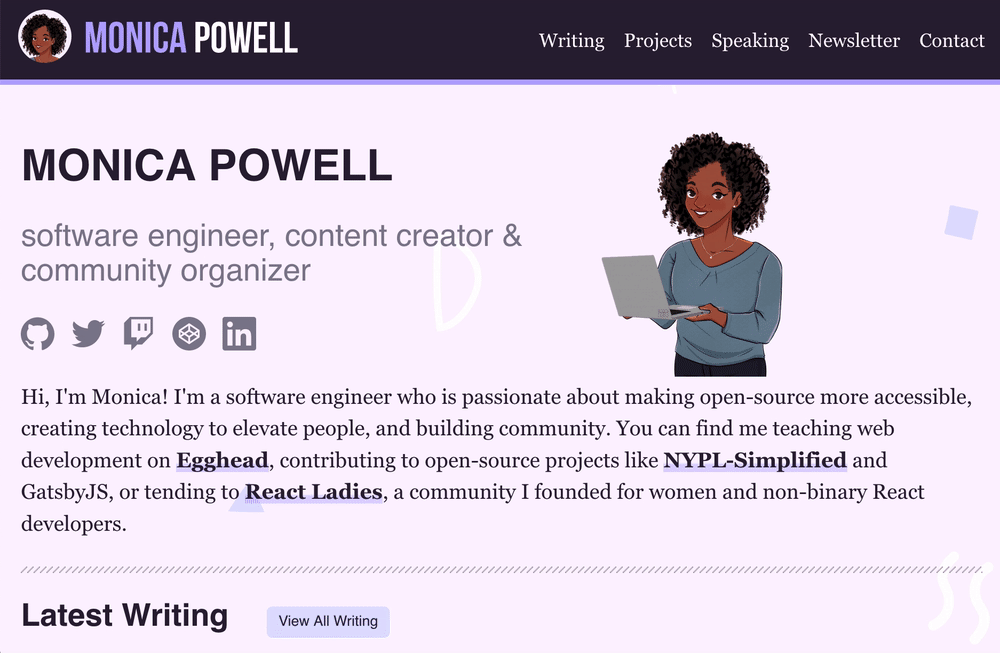 MONICA POWELL
Writing Projects Speaking Newsletter Contact
MONICA POWELL
software engineer, content creator &
community organizer
Hi, I'm Monica! I'm a software engineer who is passionate about making open-source more accessible,
creating technology to elevate people, and building community. You can find me teaching web
development on Egghead, contributing to open-source projects like NYPL-Simplified and
GatsbyJS, or tending to React Ladies, a community I founded for women and non-binary React
developers.
Latest Writing
View All Writing